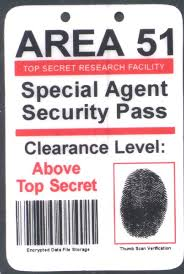 AREA 51
TOP SECRET RESEARCH FACILITY
Special Agent
Security Pass
Clearance Level:
Above
Top Secret
Encrypted Data File Storage
Thumb Scan Verification